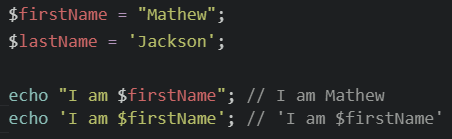 $firstName = "Mathew";
$lastName = 'Jackson';
echo "I am $firstName"; // I am Mathew
echo 'I am $firstName'; // 'I am $firstName'